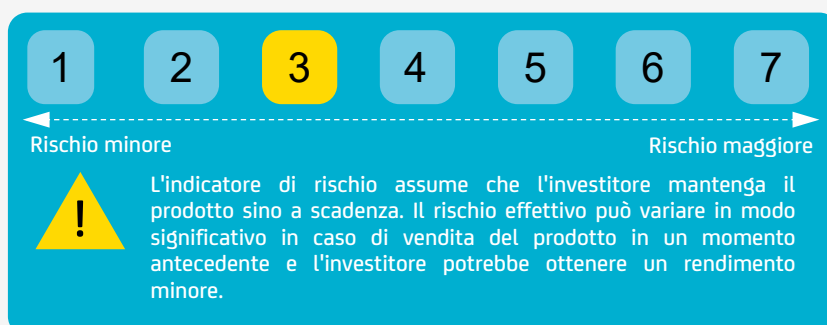 1 2 3 4 5 6 7
Rischio minore Rischio maggiore
!
L'indicatore di rischio assume che l'investitore mantenga il
prodotto sino a scadenza. Il rischio effettivo può variare in modo
significativo in caso di vendita del prodotto in un momento
antecedente e l'investitore potrebbe ottenere un rendimento
minore.